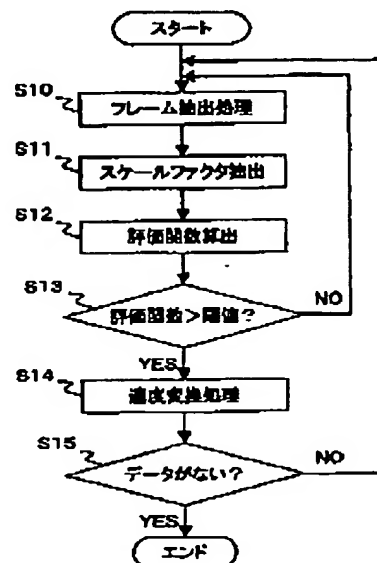 スタート
S10
フレーム抽出処理
S11
スケールファクタ抽出
S12
評価関数算出
S13
評価関数>閾値?
NO
YES
S14
速度変換処理
S15
データがない?
NO
YES
エンド